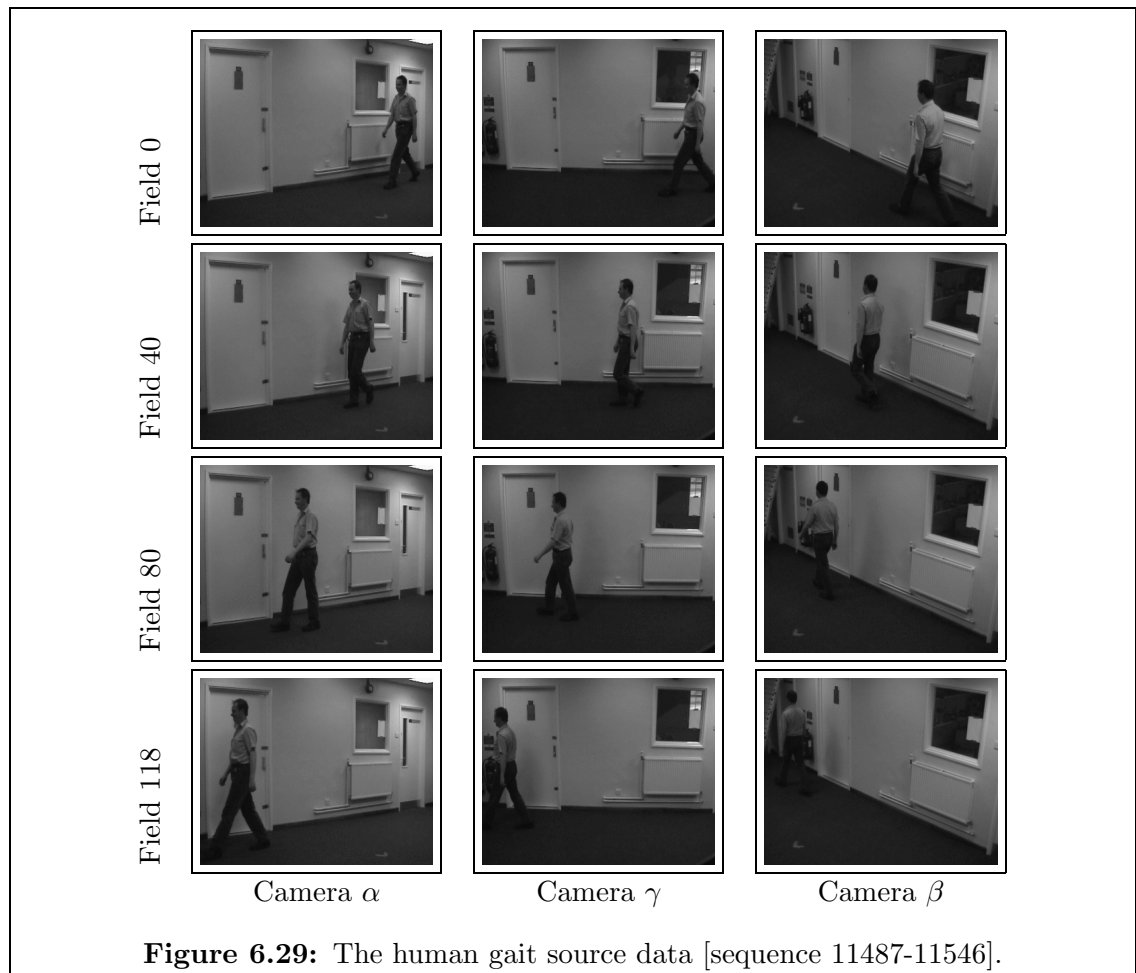 Field 0
Field 40
Field 80
Field 118
Camera α
Camera γ
Camera β
Figure 6.29: The human gait source data [sequence 11487-11546].